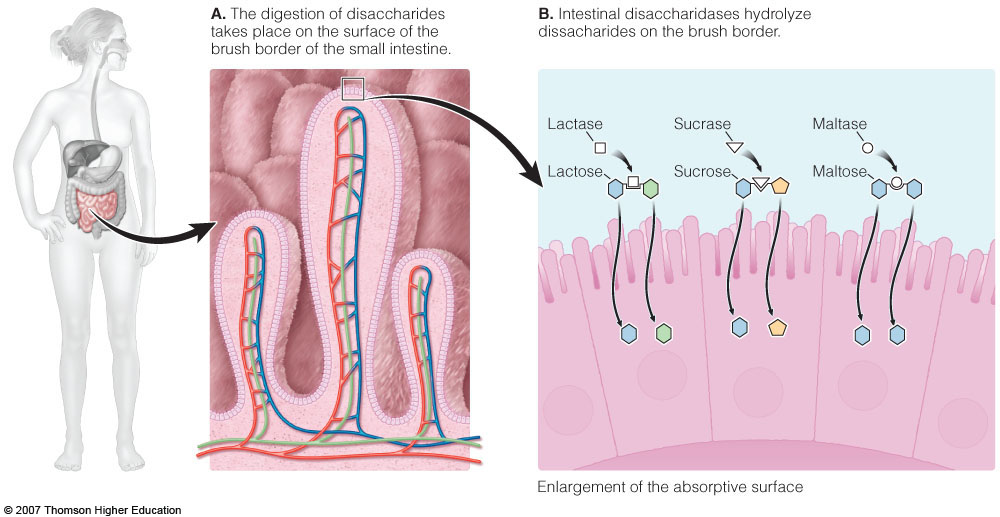 A. The digestion of disaccharides
takes place on the surface of the
brush border of the small intestine.
B. Intestinal disaccharidases hydrolyze
dissacharides on the brush border.
Lactase
Sucrase
Maltase
Lactose
Sucrose
Maltose
Enlargement of the absorptive surface
© 2007 Thomson Higher Education